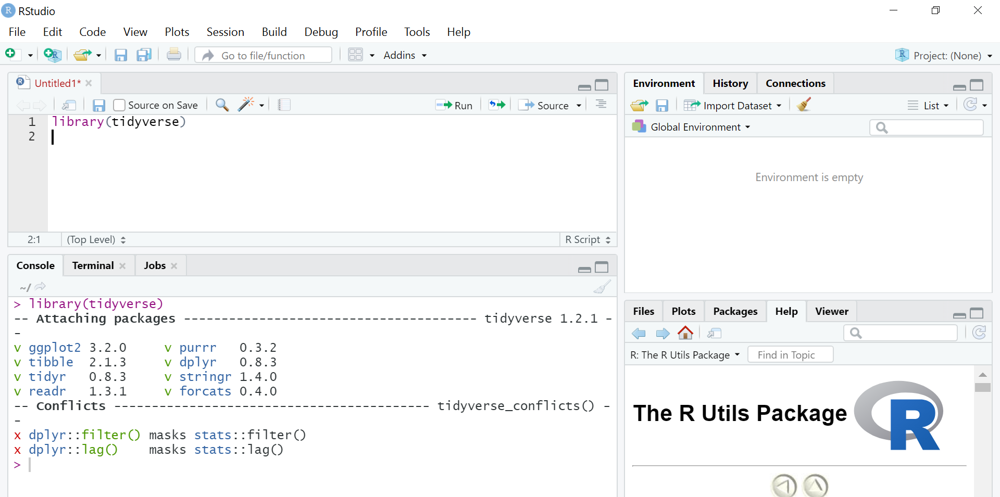 R RStudio
File Edit Code View Plots Session Build Debug Profile Tools Help
R Go to file/function Addins R Project: (None)
R Untitled1*
Source on Save Run Source
1 library(tidyverse)
2
2:1 (Top Level) R Script
Console Terminal Jobs
~/
> library(tidyverse)
-- Attaching packages --------------------------------------- tidyverse 1.2.1 -
-
v ggplot2 3.2.0     v purrr   0.3.2
v tibble  2.1.3     v dplyr   0.8.3
v tidyr   0.8.3     v stringr 1.4.0
v readr   1.3.1     v forcats 0.4.0
-- Conflicts ------------------------------------------ tidyverse_conflicts() -
-
x dplyr::filter() masks stats::filter()
x dplyr::lag()    masks stats::lag()
>
Environment History Connections
Import Dataset List
Global Environment
Environment is empty
Files Plots Packages Help Viewer
R: The R Utils Package Find in Topic
The R Utils Package R